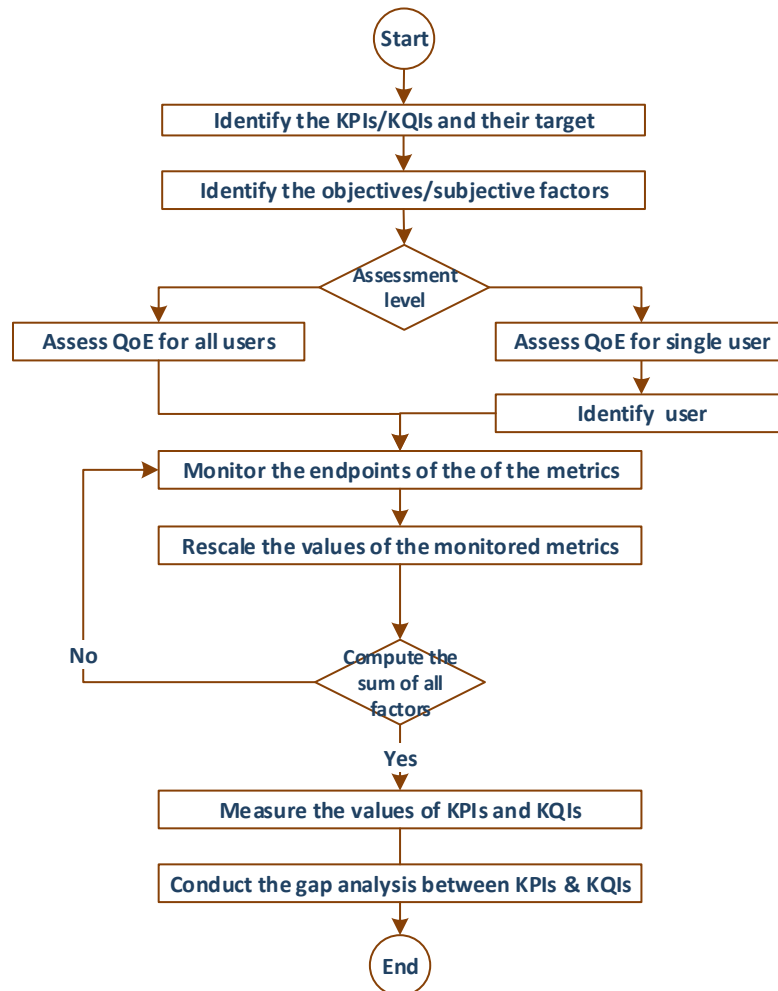 Start
Identify the KPIs/KQIs and their target
Identify the objectives/subjective factors
Assessment
level
Assess QoE for all users
Assess QoE for single user
Identify user
Monitor the endpoints of the of the metrics
Rescale the values of the monitored metrics
No
Compute the
sum of all
factors
Yes
Measure the values of KPIs and KQIs
Conduct the gap analysis between KPIs & KQIs
End